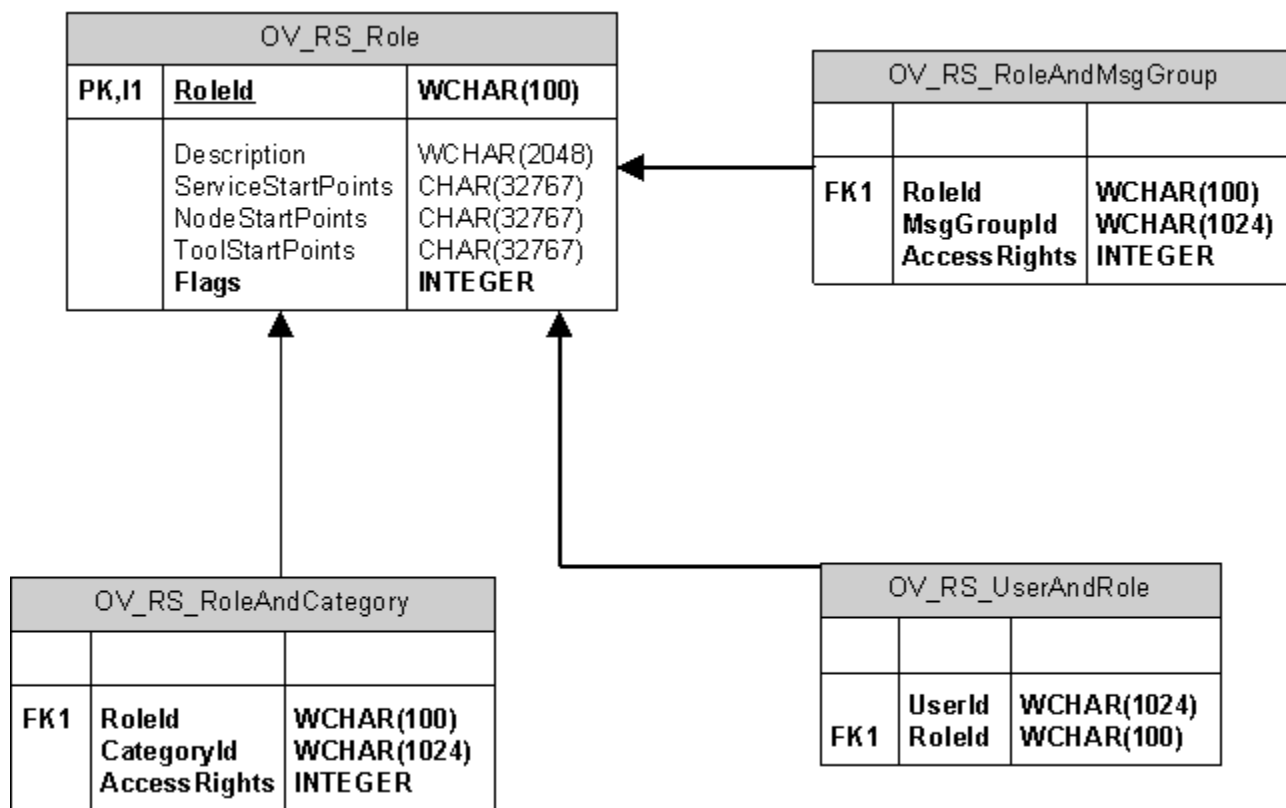 OV_RS_Role
PK,I1 RoleId WCHAR(100)
Description WCHAR(2048)
ServiceStartPoints CHAR(32767)
NodeStartPoints CHAR(32767)
ToolStartPoints CHAR(32767)
Flags INTEGER
OV_RS_RoleAndMsgGroup
FK1 RoleId WCHAR(100)
MsgGroupId WCHAR(1024)
AccessRights INTEGER
OV_RS_RoleAndCategory
FK1 RoleId WCHAR(100)
CategoryId WCHAR(1024)
AccessRights INTEGER
OV_RS_UserAndRole
UserId WCHAR(1024)
FK1 RoleId WCHAR(100)